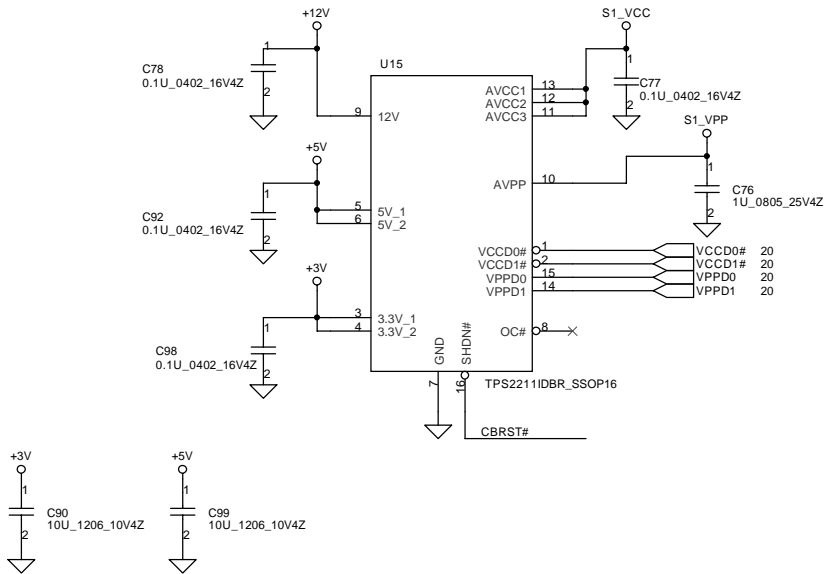 +12V
S1_VCC
1
C78
0.1U_0402_16V4Z
2
U15
1
C77
0.1U_0402_16V4Z
2
AVCC1 13
AVCC2 12
AVCC3 11
9 12V
S1_VPP
+5V
AVPP 10
1
C76
1U_0805_25V4Z
2
1
C92
0.1U_0402_16V4Z
2
5 5V_1
6 5V_2
VCCD0# 1 VCCD0# 20
VCCD1# 2 VCCD1# 20
VPPD0 15 VPPD0 20
VPPD1 14 VPPD1 20
+3V
3 3.3V_1
4 3.3V_2
1
C98
0.1U_0402_16V4Z
2
OC# 8
GND
SHDN#
7
16
TPS2211IDBR_SSOP16
CBRST#
+3V
+5V
1
C90
10U_1206_10V4Z
2
1
C99
10U_1206_10V4Z
2